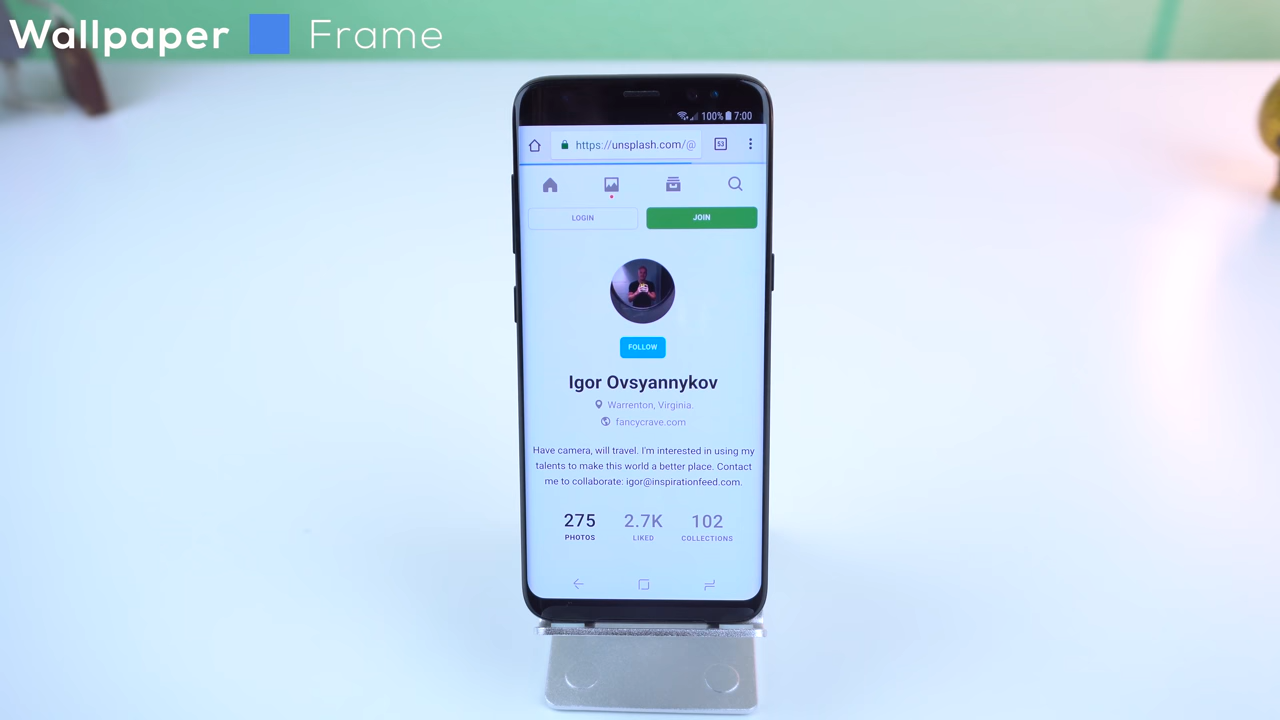 Wallpaper Frame
100% 7:00
https://unsplash.com/@
53
LOGIN JOIN
FOLLOW
Igor Ovsyannykov
Warrenton, Virginia.
fancycrave.com
Have camera, will travel. I'm interested in using my
talents to make this world a better place. Contact
me to collaborate: igor@inspirationfeed.com.
275 2.7K 102
PHOTOS LIKED COLLECTIONS